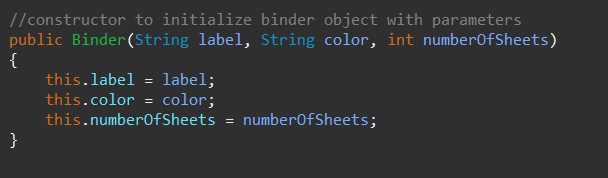 //constructor to initialize binder object with parameters
public Binder(String label, String color, int numberOfSheets)
{
    this.label = label;
    this.color = color;
    this.numberOfSheets = numberOfSheets;
}